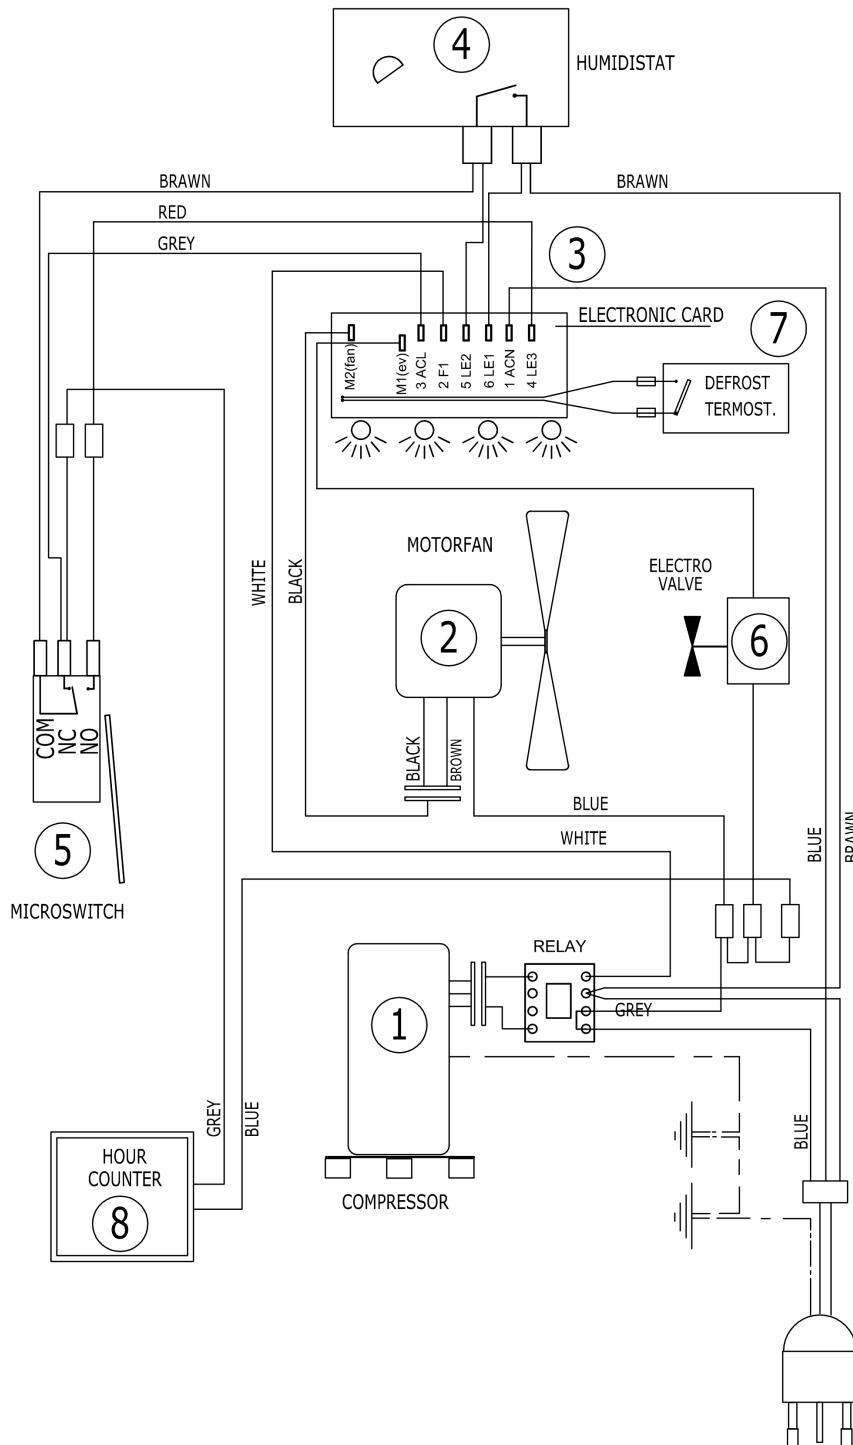 4
HUMIDISTAT
BRAWN
BRAWN
RED
GREY
3
ELECTRONIC CARD
7
M2(fan)
M1(ev)
3 ACL
2 F1
5 LE2
6 LE1
1 ACN
4 LE3
DEFROST
TERMOST.
MOTORFAN
WHITE
BLACK
ELECTRO
VALVE
2
6
COM
NC
NO
BLACK
BROWN
BLUE
WHITE
BLUE
BRAWN
5
MICROSWITCH
RELAY
1
GREY
GREY
BLUE
BLUE
HOUR
COUNTER
8
COMPRESSOR